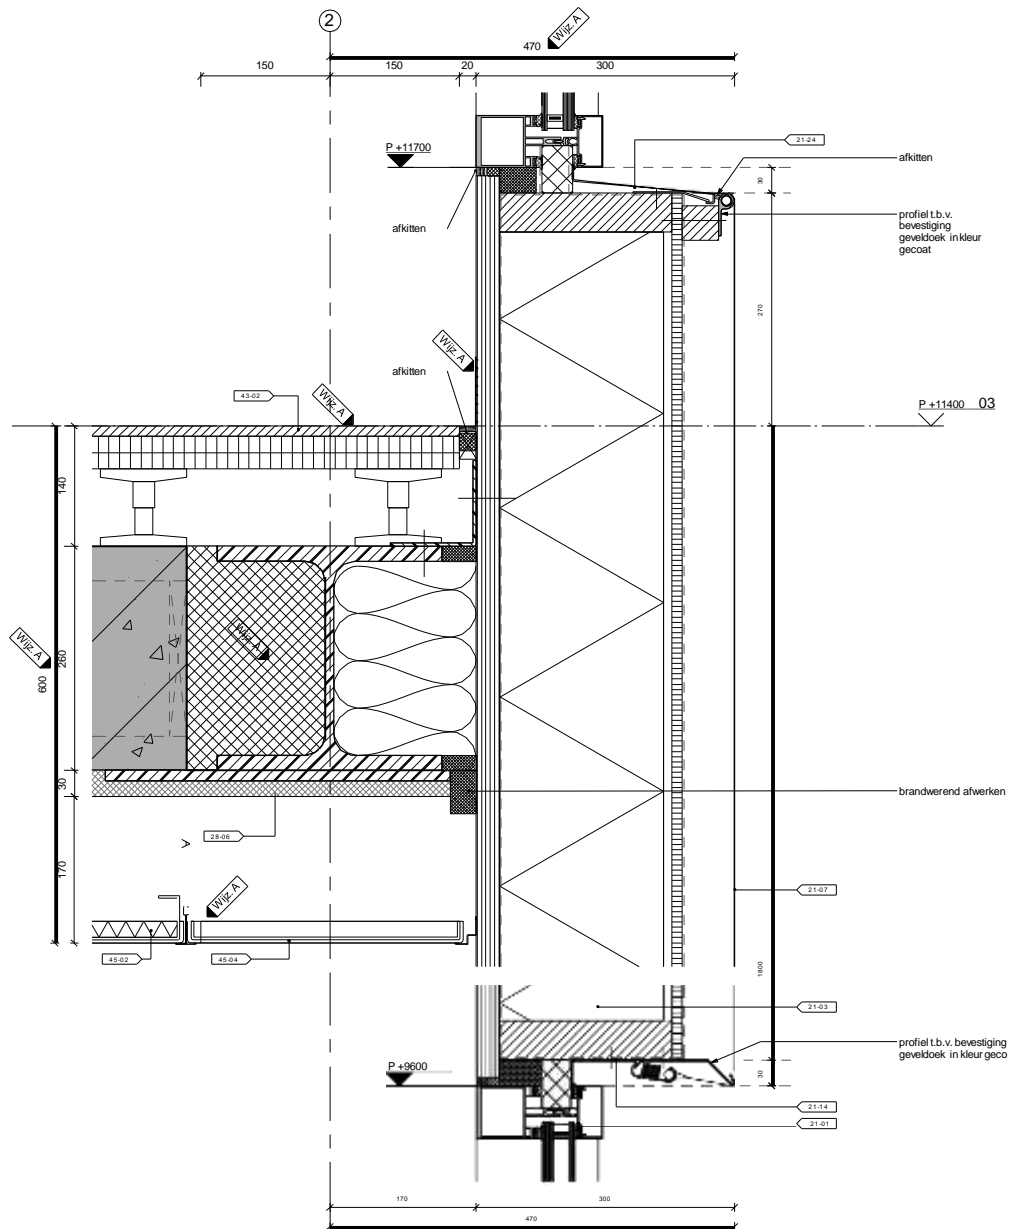 2
Wijz. A
470
150
150
20
300
P +11700
21-24
afkitten
30
afkitten
profiel t.b.v.
bevestiging
geveldoek in kleur
gecoat
270
Wijz. A
afkitten
43-02
Wijz. A
P +11400 03
140
Wijz. A
Wijz. A
260
600
30
brandwerend afwerken
28-06
A
170
Wijz. A
21-07
45-02
45-04
1800
21-03
profiel t.b.v. bevestiging
geveldoek in kleur geco
P +9600
30
21-14
21-01
170
300
470